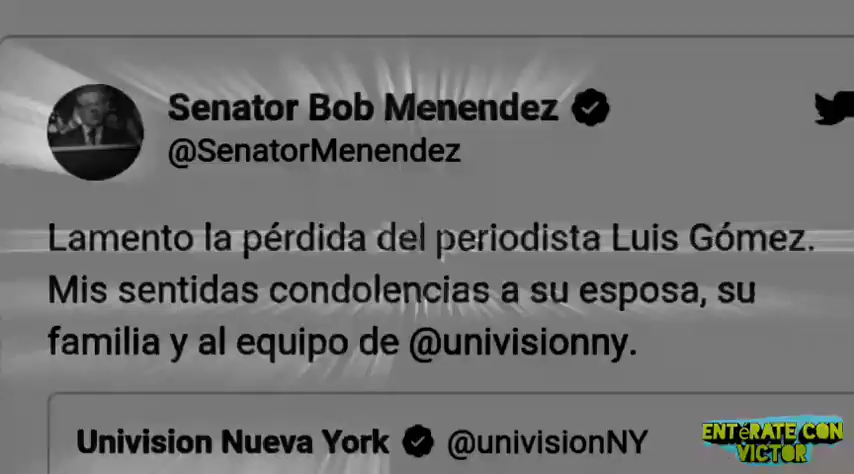 Senator Bob Menendez
@SenatorMenendez
Lamento la pérdida del periodista Luis Gómez.
Mis sentidas condolencias a su esposa, su
familia y al equipo de @univisionny.
Univision Nueva York @univisionNY
ENTéRATE CON
VICTOR